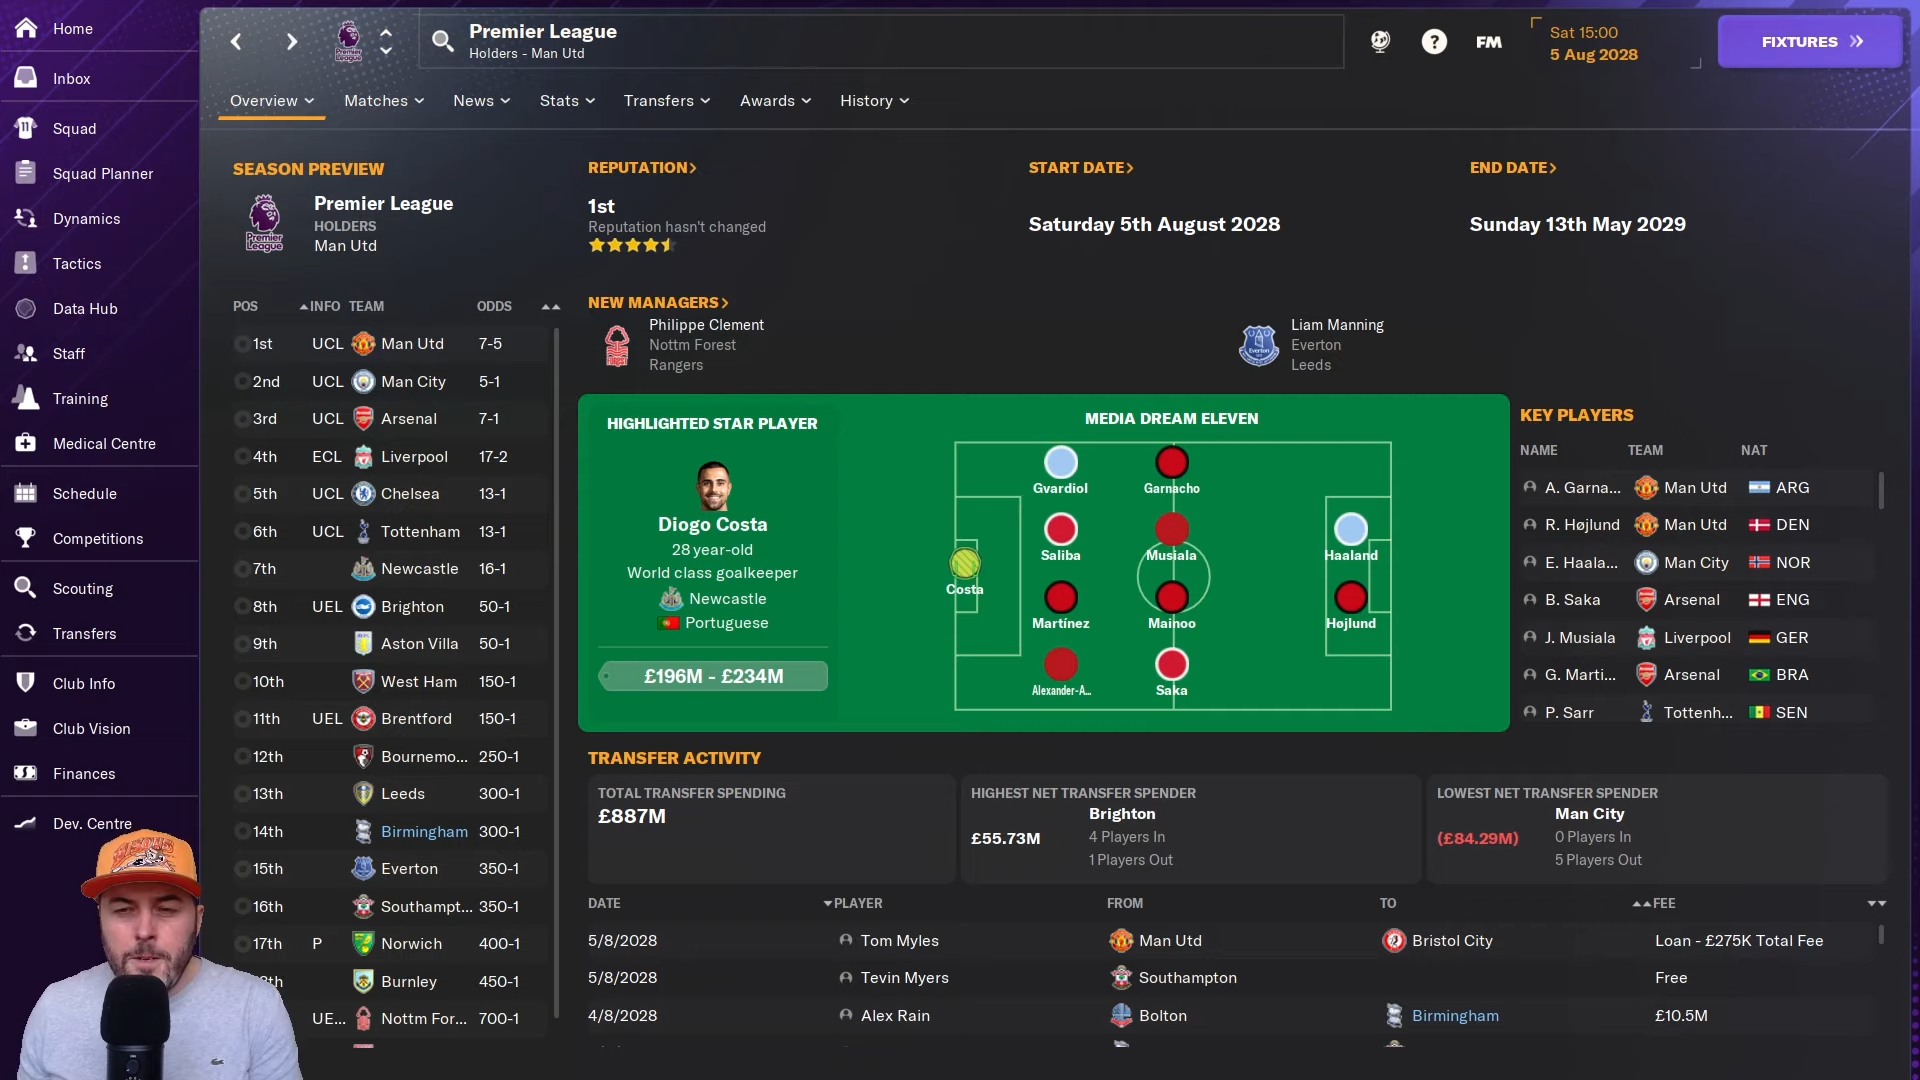 Home
Inbox
Squad
Squad Planner
Dynamics
Tactics
Data Hub
Staff
Training
Medical Centre
Schedule
Competitions
Scouting
Transfers
Club Info
Club Vision
Finances
Dev. Centre
Premier League
Holders - Man Utd
FM
Sat 15:00
5 Aug 2028
FIXTURES
Overview Matches News Stats Transfers Awards History
SEASON PREVIEW
Premier League
HOLDERS
Man Utd
REPUTATION
1st
Reputation hasn't changed
START DATE
Saturday 5th August 2028
END DATE
Sunday 13th May 2029
POS INFO TEAM ODDS
1st UCL Man Utd 7-5
2nd UCL Man City 5-1
3rd UCL Arsenal 7-1
4th ECL Liverpool 17-2
5th UCL Chelsea 13-1
6th UCL Tottenham 13-1
7th Newcastle 16-1
8th UEL Brighton 50-1
9th Aston Villa 50-1
10th West Ham 150-1
11th UEL Brentford 150-1
12th Bournemo... 250-1
13th Leeds 300-1
14th Birmingham 300-1
15th Everton 350-1
16th Southampt... 350-1
17th P Norwich 400-1
Burnley 450-1
UE... Nottm For... 700-1
NEW MANAGERS
Philippe Clement
Nottm Forest
Rangers
Liam Manning
Everton
Leeds
HIGHLIGHTED STAR PLAYER
Diogo Costa
28 year-old
World class goalkeeper
Newcastle
Portuguese
£196M - £234M
MEDIA DREAM ELEVEN
Gvardiol
Garnacho
Saliba
Musiala
Haaland
Costa
Martínez
Mainoo
Højlund
Alexander-A...
Saka
KEY PLAYERS
NAME TEAM NAT
A. Garna... Man Utd ARG
R. Højlund Man Utd DEN
E. Haala... Man City NOR
B. Saka Arsenal ENG
J. Musiala Liverpool GER
G. Marti... Arsenal BRA
P. Sarr Tottenh... SEN
TRANSFER ACTIVITY
TOTAL TRANSFER SPENDING
£887M
HIGHEST NET TRANSFER SPENDER
Brighton
£55.73M
4 Players In
1 Players Out
LOWEST NET TRANSFER SPENDER
Man City
(£84.29M)
0 Players In
5 Players Out
DATE PLAYER FROM TO FEE
5/8/2028 Tom Myles Man Utd Bristol City Loan - £275K Total Fee
5/8/2028 Tevin Myers Southampton Free
4/8/2028 Alex Rain Bolton Birmingham £10.5M